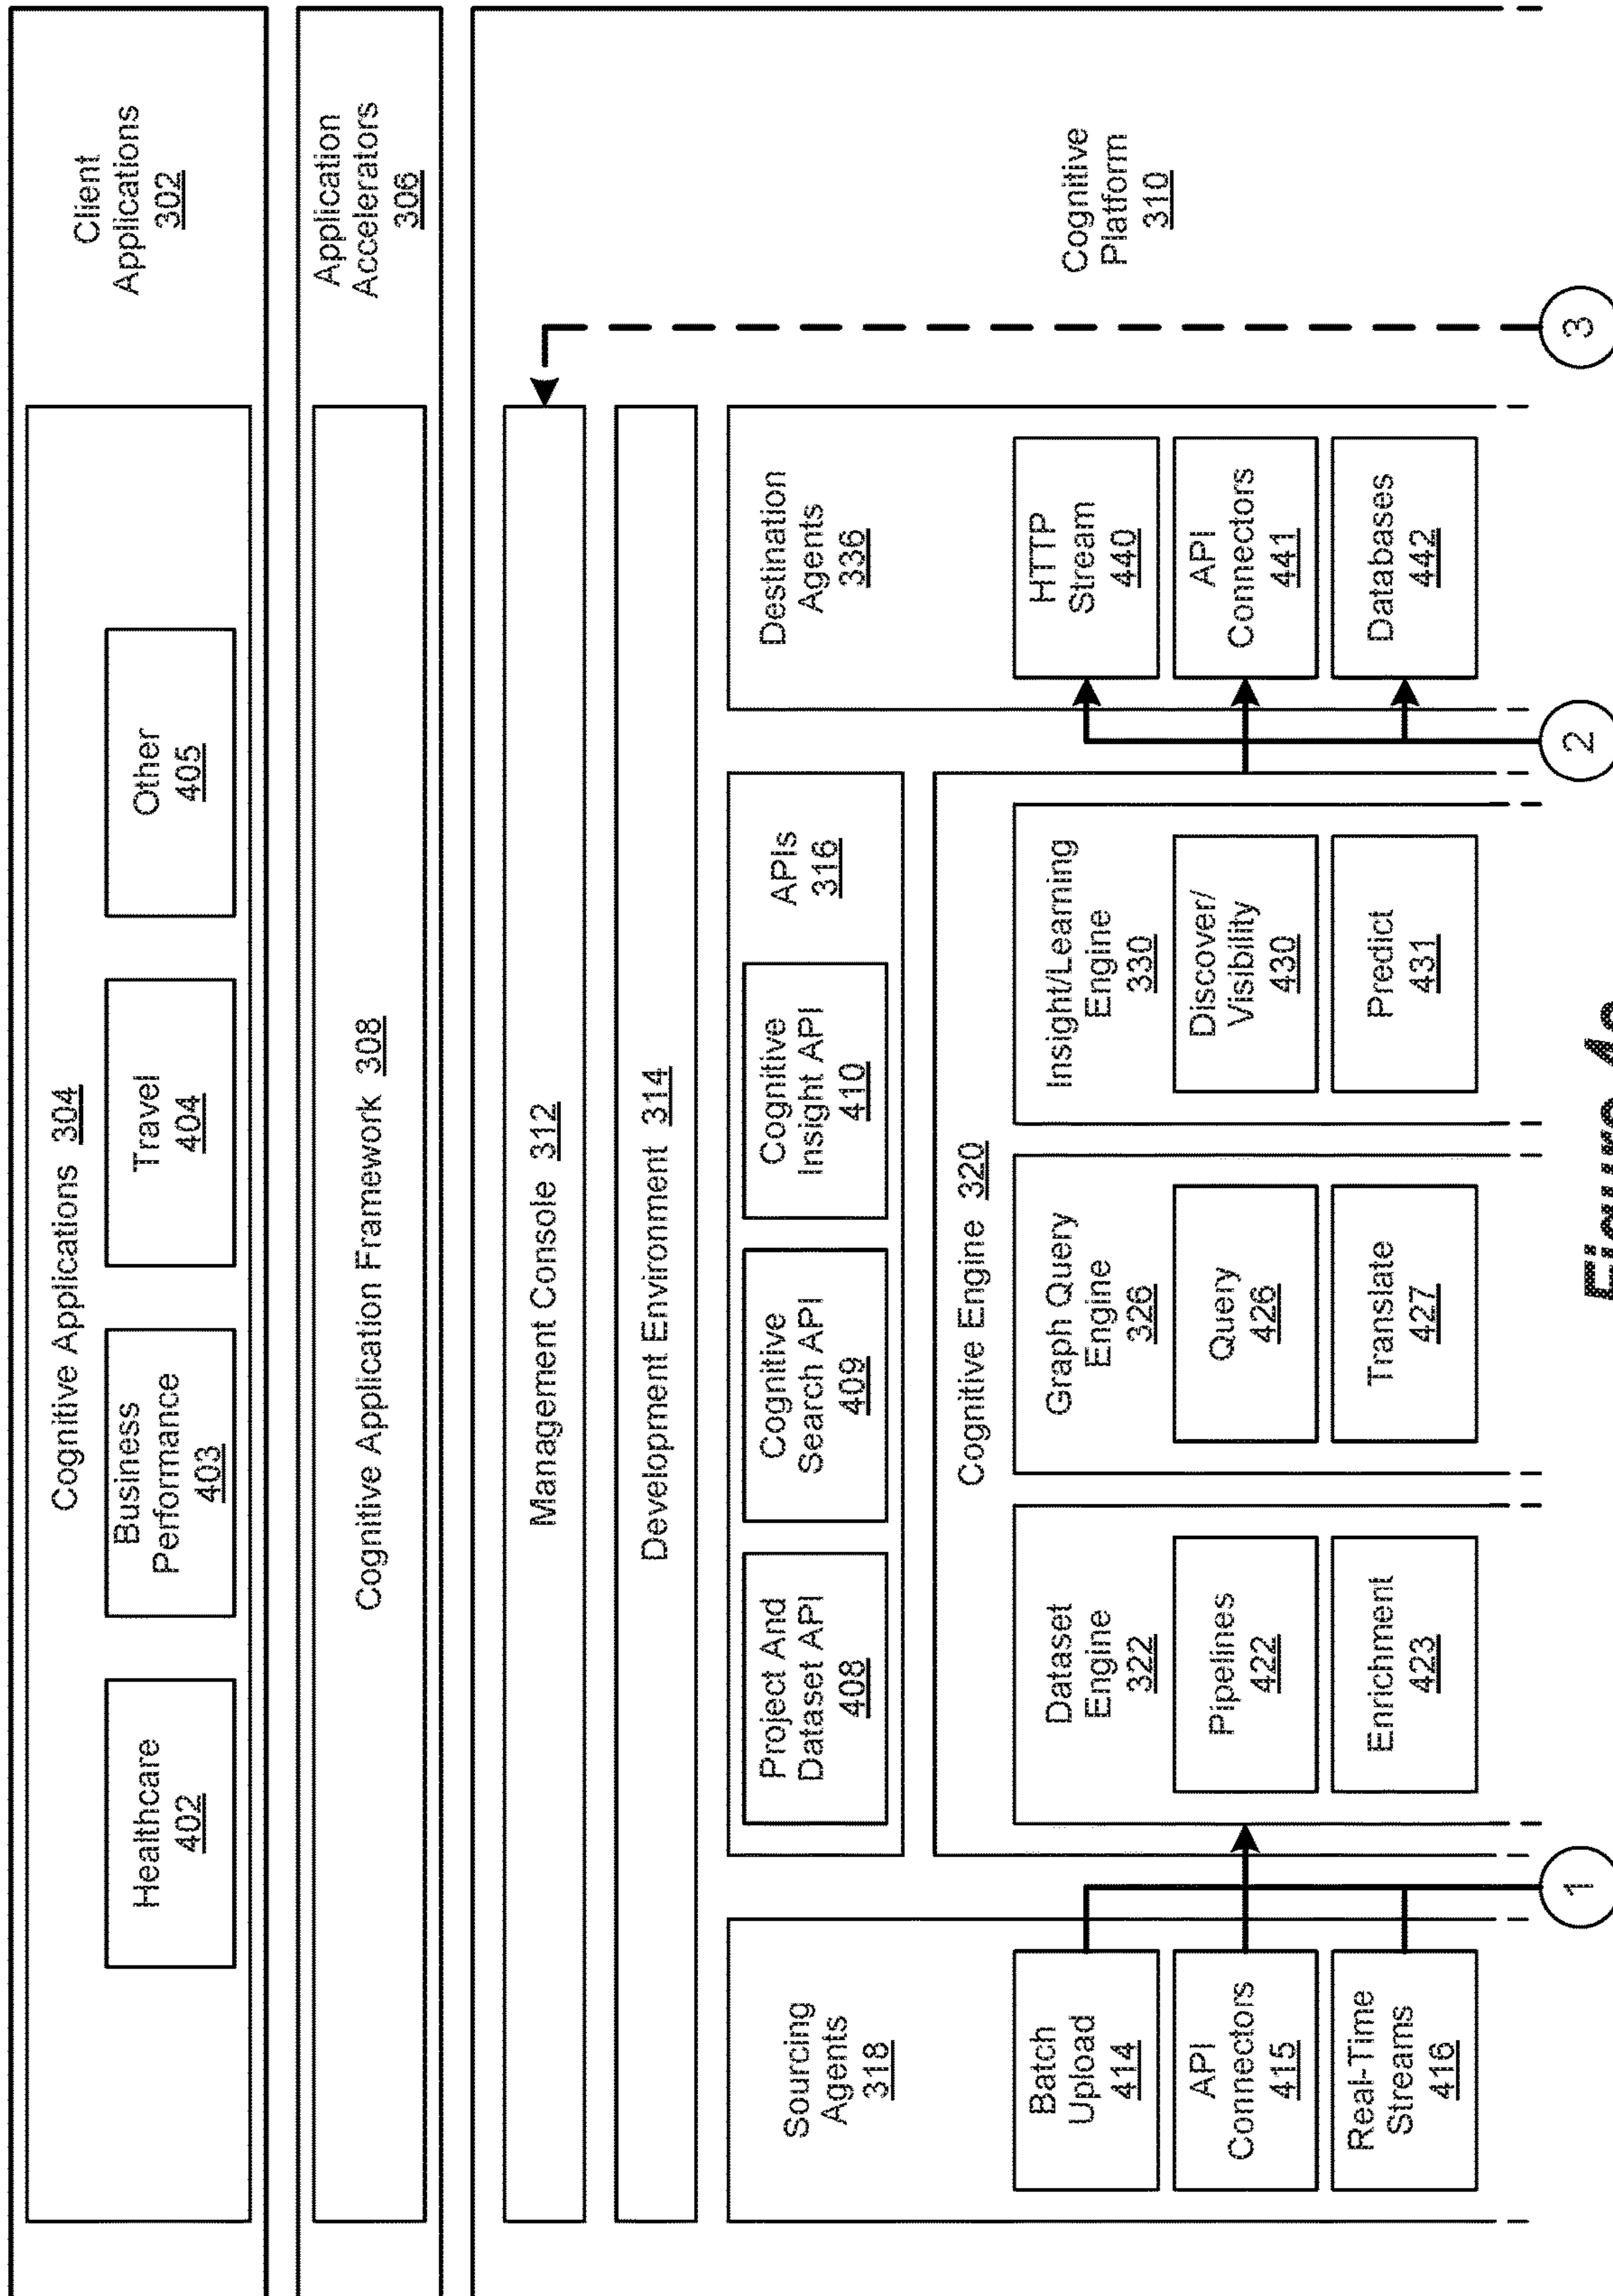 Client
Applications
302
Cognitive Applications 304
Healthcare
402
Business
Performance
403
Travel
404
Other
405
Application
Accelerators
306
Cognitive Application Framework 308
Cognitive
Platform
310
Management Console 312
Development Environment 314
Sourcing
Agents
318
Batch
Upload
414
API
Connectors
415
Real-Time
Streams
416
Project And
Dataset API
408
Cognitive
Search API
409
Cognitive
Insight API
410
APIs
316
Cognitive Engine 320
Dataset
Engine
322
Pipelines
422
Enrichment
423
Graph Query
Engine
326
Query
426
Translate
427
Insight/Learning
Engine
330
Discover/
Visibility
430
Predict
431
Destination
Agents
336
HTTP
Stream
440
API
Connectors
441
Databases
442
1
2
3
Figure 4a